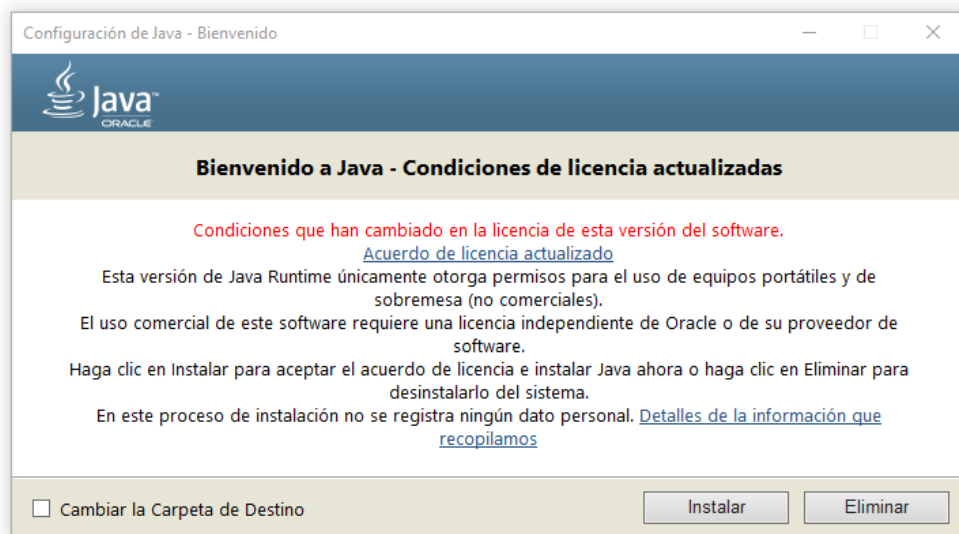 Configuración de Java - Bienvenido
Java™
ORACLE
Bienvenido a Java - Condiciones de licencia actualizadas
Condiciones que han cambiado en la licencia de esta versión del software.
Acuerdo de licencia actualizado
Esta versión de Java Runtime únicamente otorga permisos para el uso de equipos portátiles y de
sobremesa (no comerciales).
El uso comercial de este software requiere una licencia independiente de Oracle o de su proveedor de
software.
Haga clic en Instalar para aceptar el acuerdo de licencia e instalar Java ahora o haga clic en Eliminar para
desinstalarlo del sistema.
En este proceso de instalación no se registra ningún dato personal. Detalles de la información que
recopilamos
Cambiar la Carpeta de Destino
Instalar
Eliminar